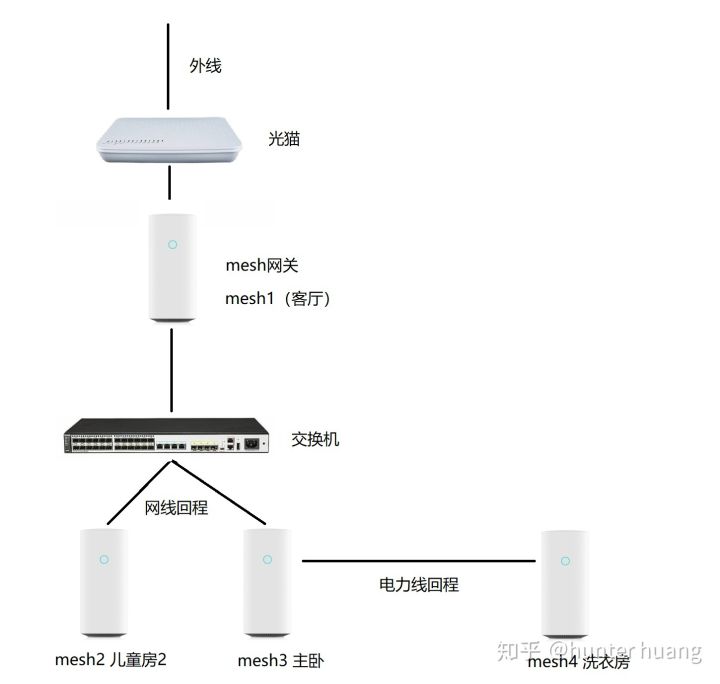 外线
光猫
mesh网关
mesh1（客厅）
交换机
网线回程
电力线回程
mesh2 儿童房2
mesh3 主卧
mesh4 洗衣房
知乎 @hunter huang